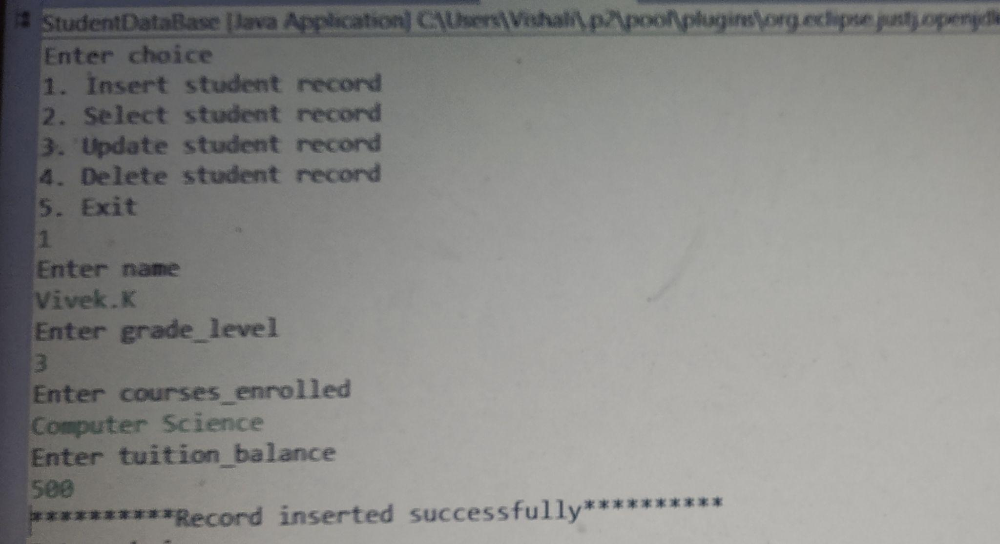 StudentDataBase [Java Application] C:\Users\Vishali\.p2\pool\plugins\org.eclipse.justj.openjdk
Enter choice
1. Insert student record
2. Select student record
3. Update student record
4. Delete student record
5. Exit
1
Enter name
Vivek.K
Enter grade_level
3
Enter courses_enrolled
Computer Science
Enter tuition_balance
500
**********Record inserted successfully**********